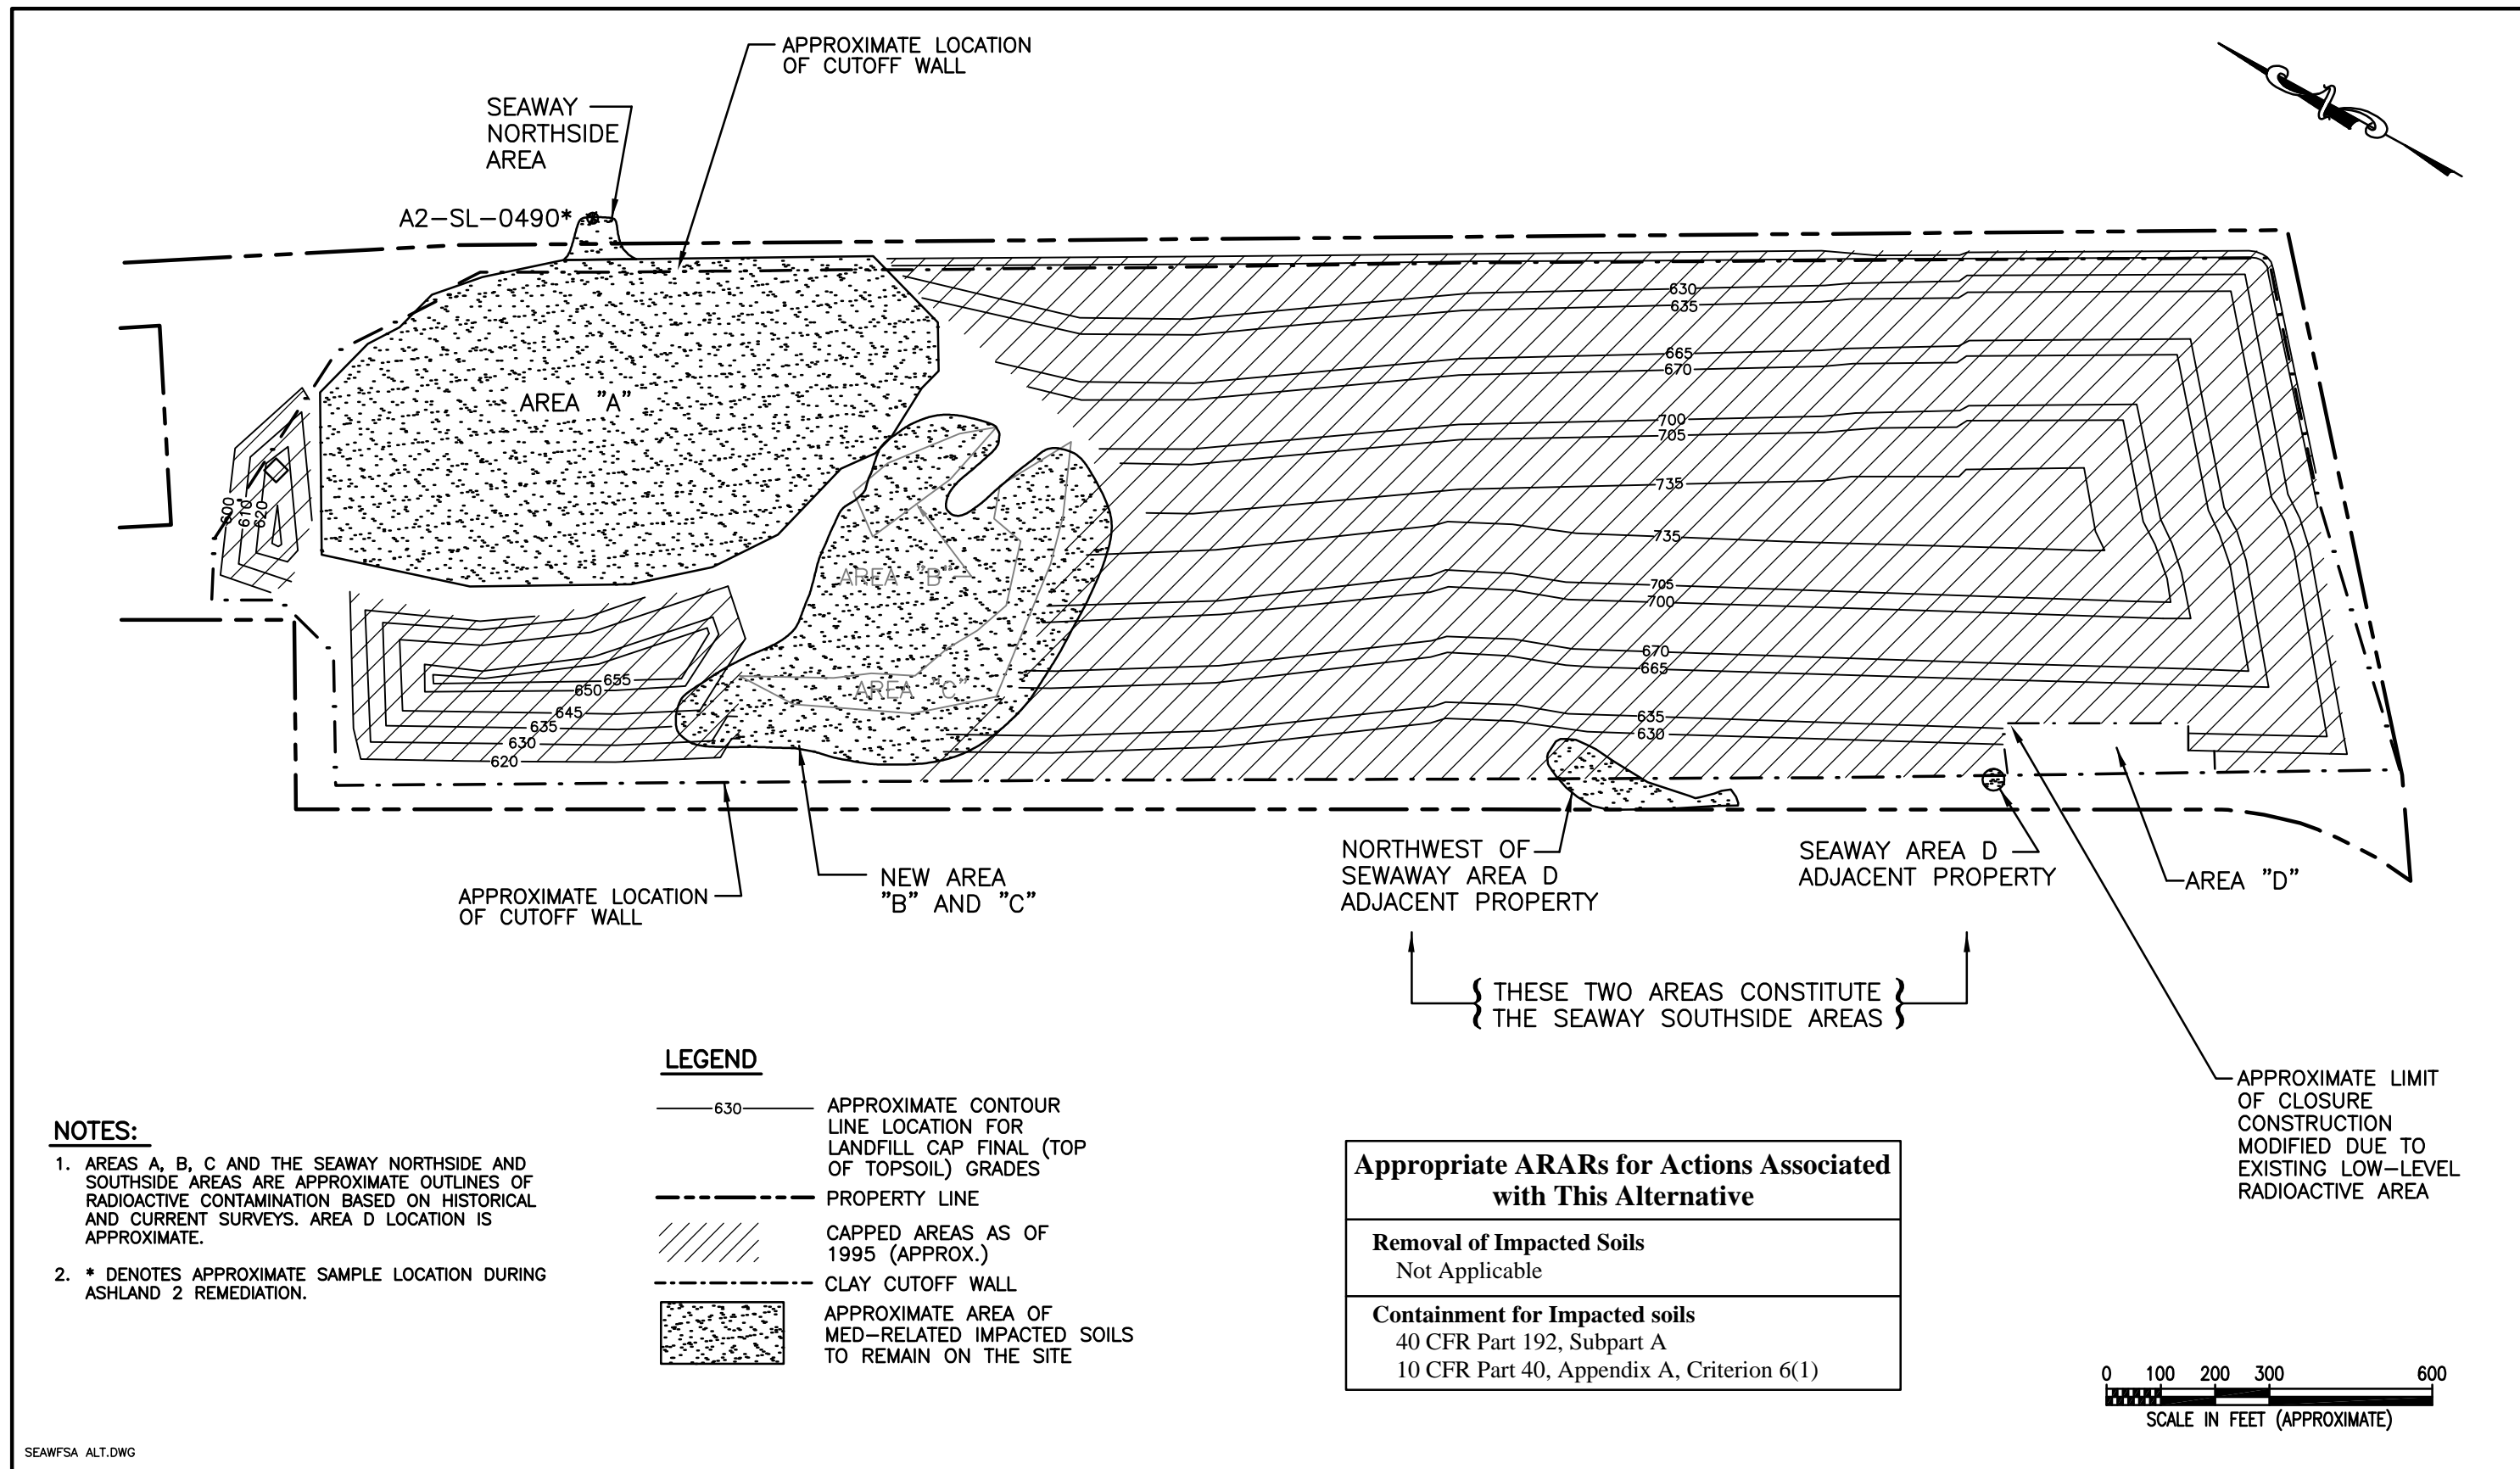 APPROXIMATE LOCATION
OF CUTOFF WALL
SEAWAY
NORTHSIDE
AREA
A2-SL-0490*
630
635
665
670
700
705
735
735
705
700
670
665
635
630
AREA "A"
600
610
620
AREA "B"
AREA "C"
655
650
645
635
630
620
APPROXIMATE LOCATION
OF CUTOFF WALL
NEW AREA
"B" AND "C"
NORTHWEST OF
SEWAWAY AREA D
ADJACENT PROPERTY
SEAWAY AREA D
ADJACENT PROPERTY
AREA "D"
{ THESE TWO AREAS CONSTITUTE }
{ THE SEAWAY SOUTHSIDE AREAS }
APPROXIMATE LIMIT
OF CLOSURE
CONSTRUCTION
MODIFIED DUE TO
EXISTING LOW-LEVEL
RADIOACTIVE AREA
NOTES:
1. AREAS A, B, C AND THE SEAWAY NORTHSIDE AND
SOUTHSIDE AREAS ARE APPROXIMATE OUTLINES OF
RADIOACTIVE CONTAMINATION BASED ON HISTORICAL
AND CURRENT SURVEYS. AREA D LOCATION IS
APPROXIMATE.
2. * DENOTES APPROXIMATE SAMPLE LOCATION DURING
ASHLAND 2 REMEDIATION.
LEGEND
630
APPROXIMATE CONTOUR
LINE LOCATION FOR
LANDFILL CAP FINAL (TOP
OF TOPSOIL) GRADES
PROPERTY LINE
CAPPED AREAS AS OF
1995 (APPROX.)
CLAY CUTOFF WALL
APPROXIMATE AREA OF
MED-RELATED IMPACTED SOILS
TO REMAIN ON THE SITE
Appropriate ARARs for Actions Associated
with This Alternative
Removal of Impacted Soils
Not Applicable
Containment for Impacted soils
40 CFR Part 192, Subpart A
10 CFR Part 40, Appendix A, Criterion 6(1)
0 100 200 300 600
SCALE IN FEET (APPROXIMATE)
SEAWFSA ALT.DWG